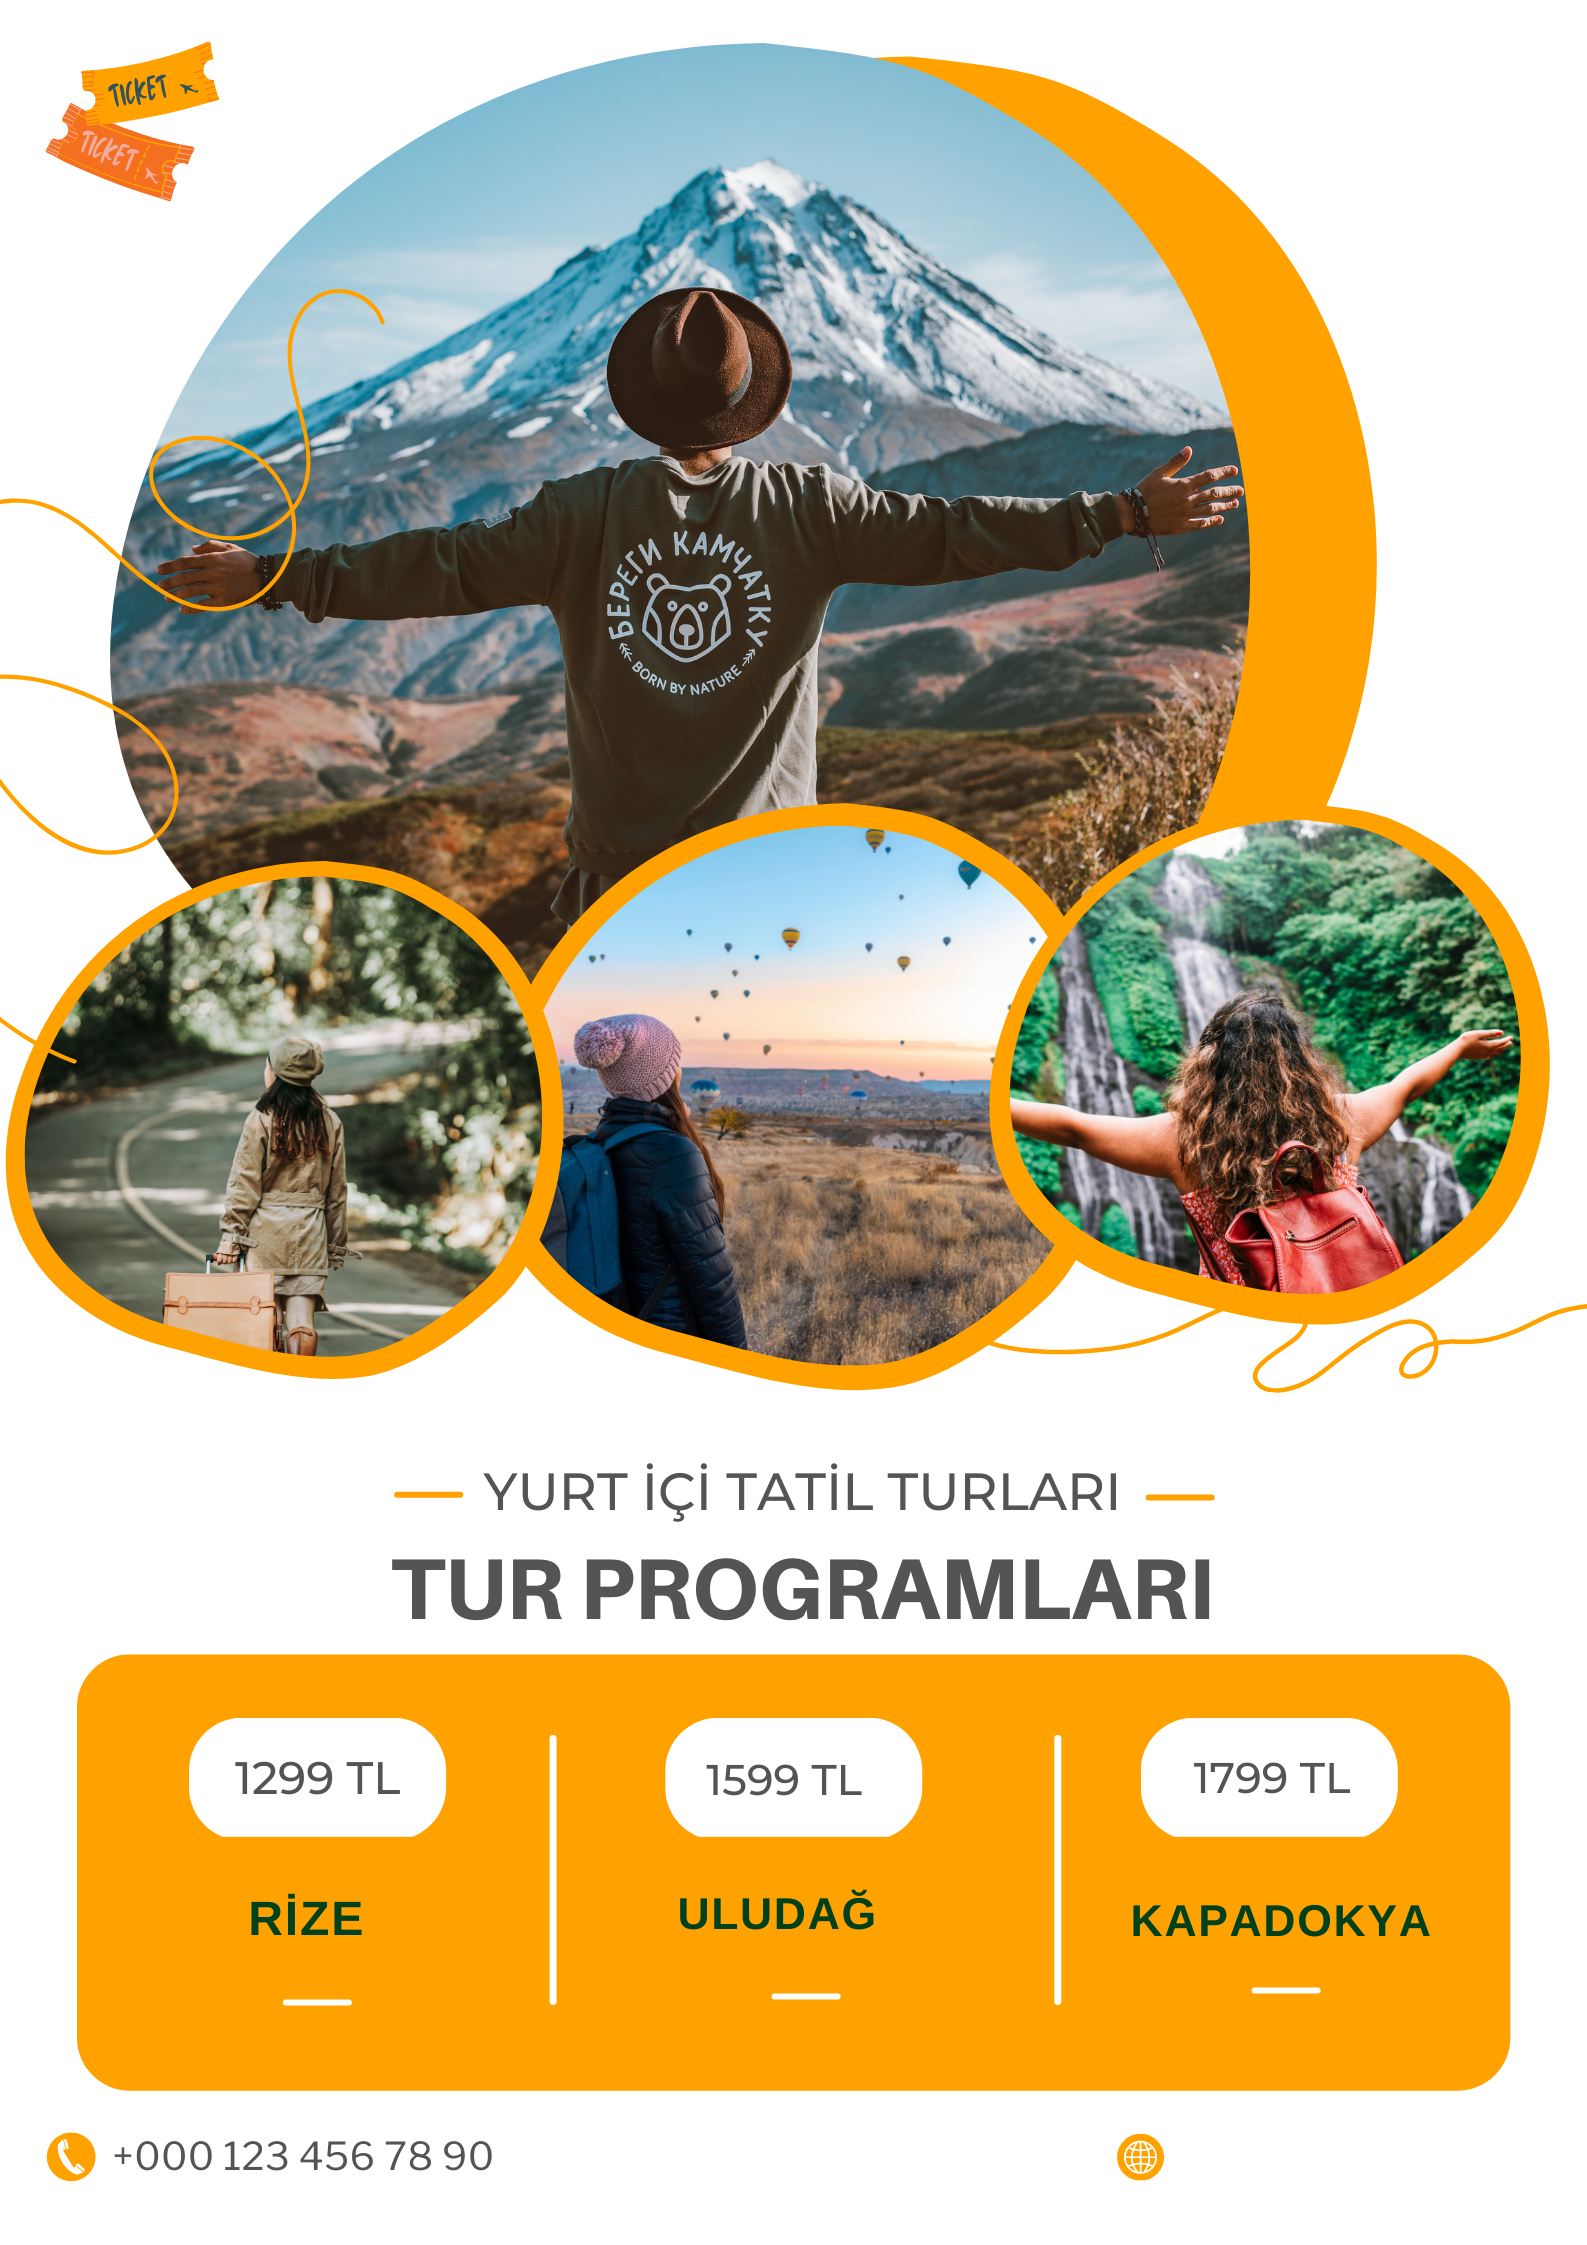 TICKET
TICKET
БЕРЕГИ КАМЧАТКУ
BORN BY NATURE
YURT İÇİ TATİL TURLARI
TUR PROGRAMLARI
1299 TL
1599 TL
1799 TL
RİZE
ULUDAĞ
KAPADOKYA
+000 123 456 78 90